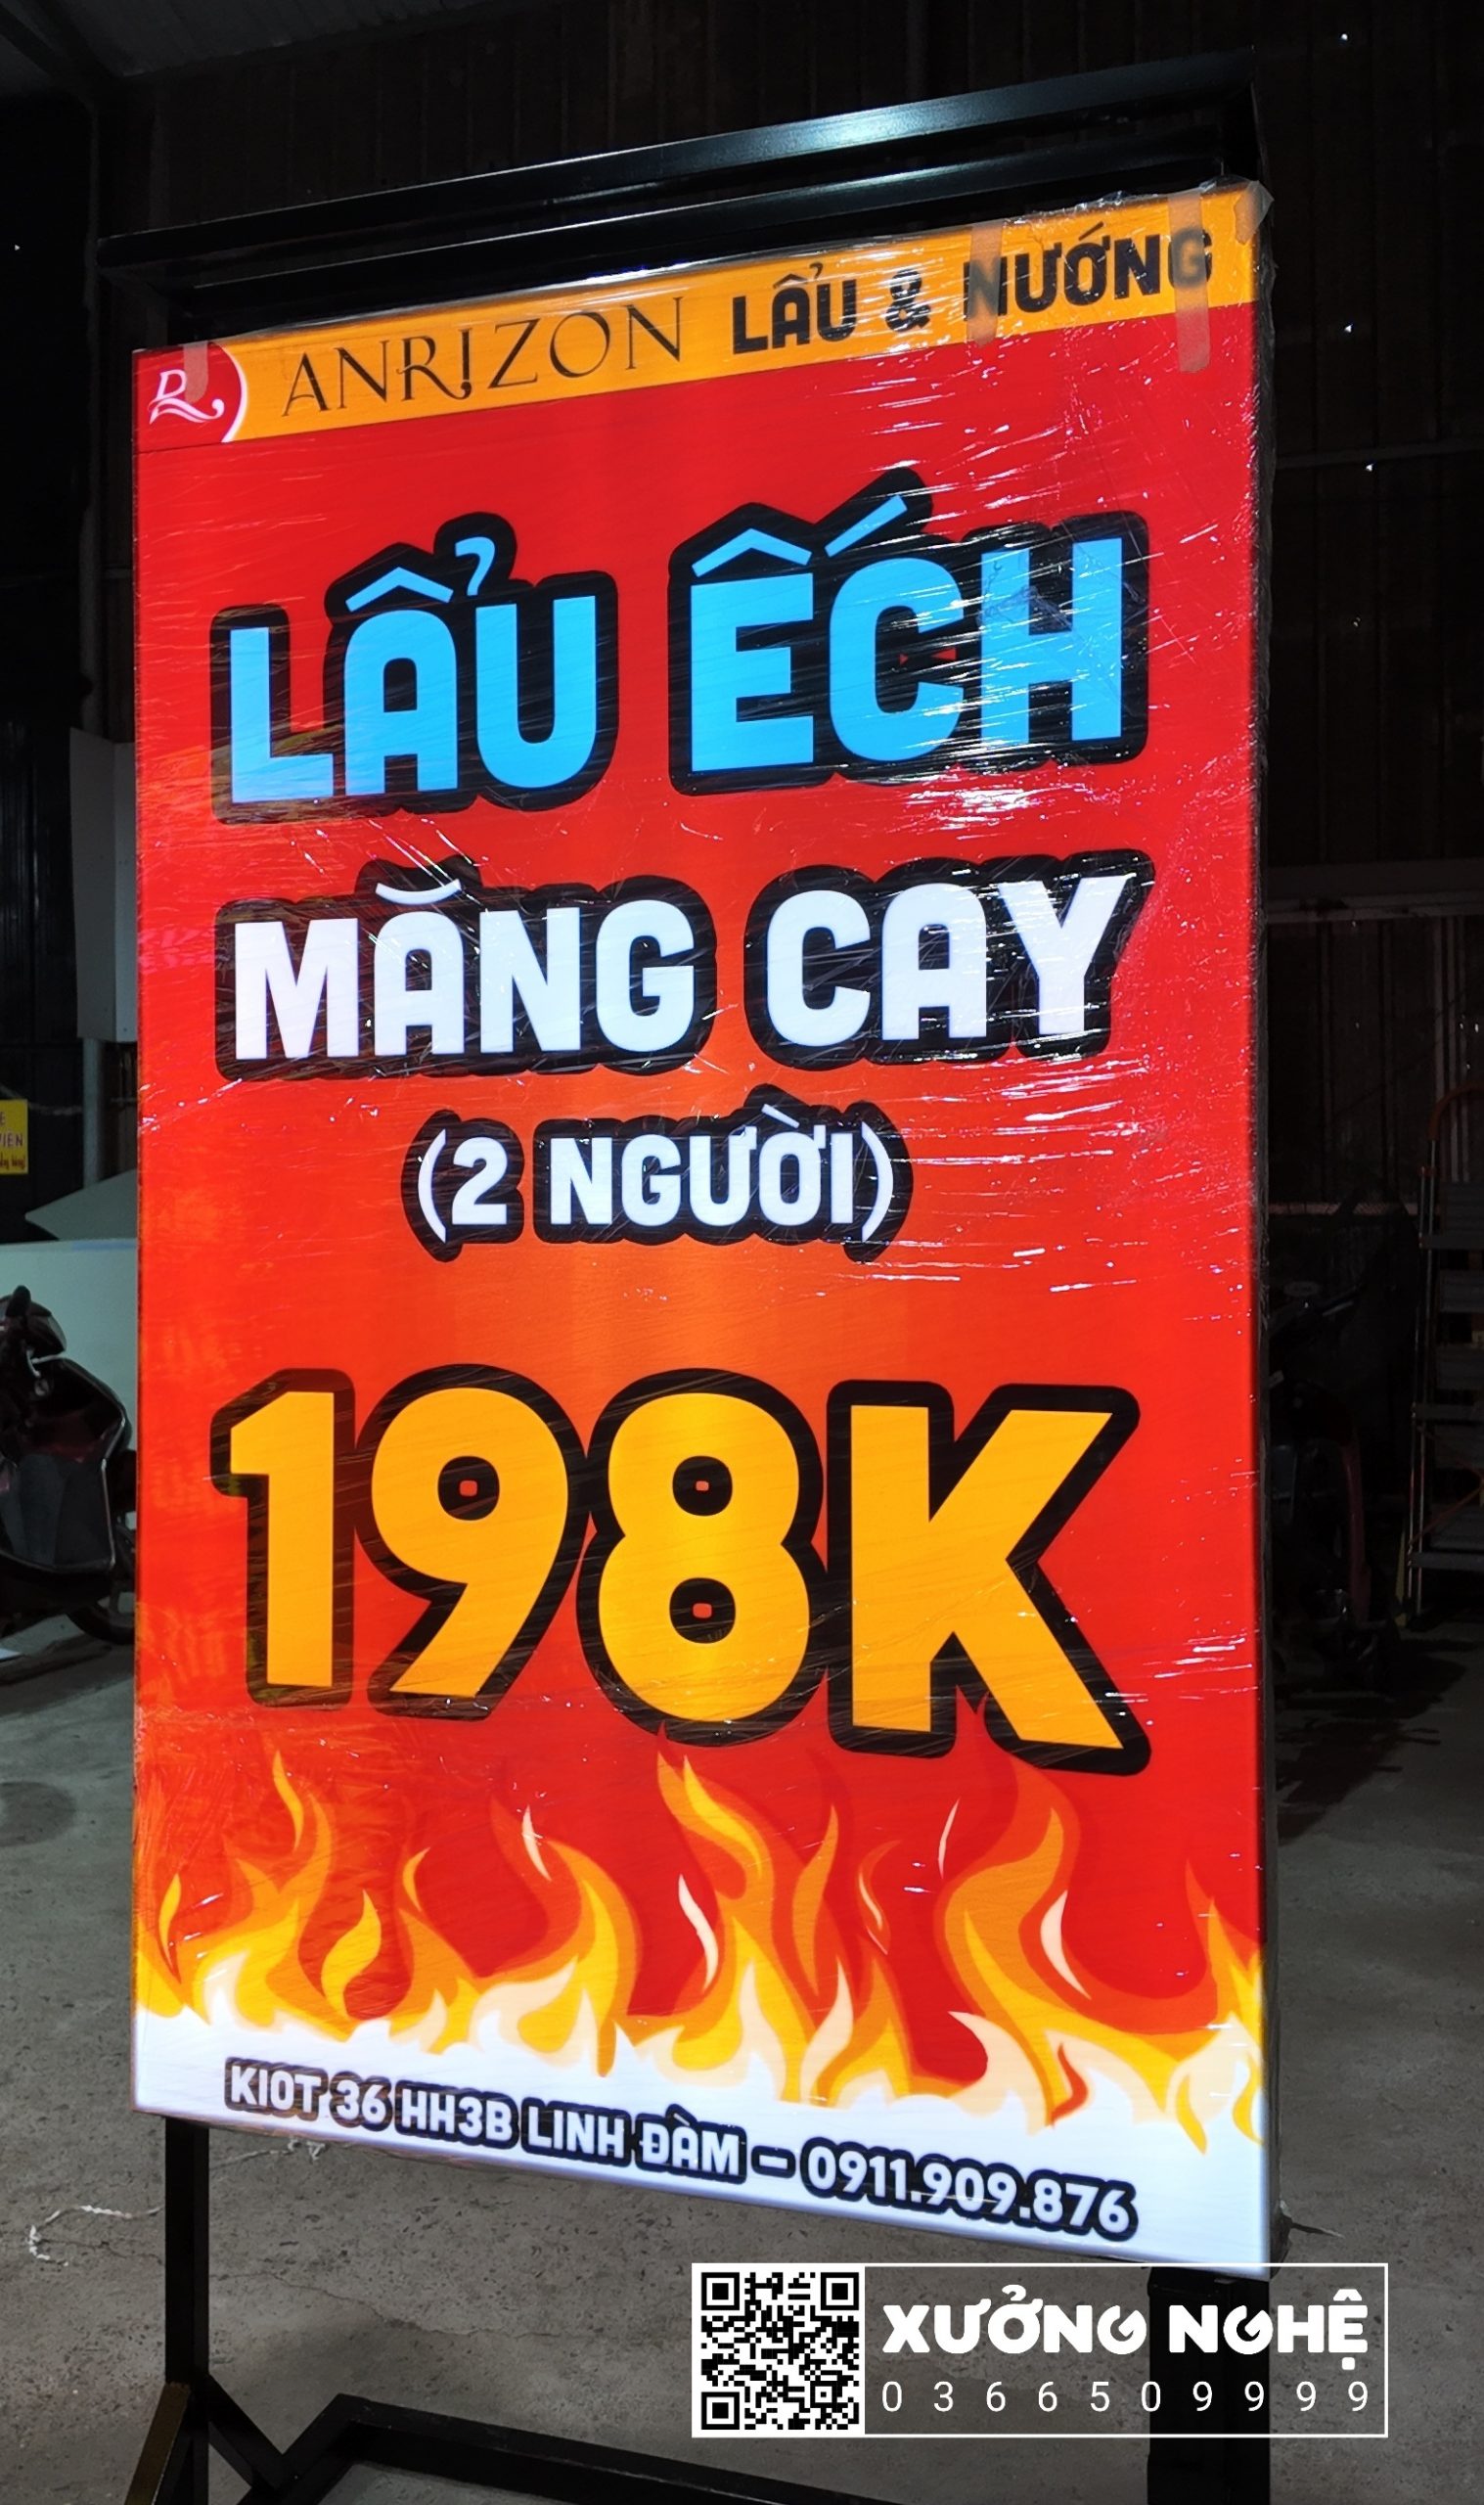 ANRIZON LẨU & NƯỚNG
LẨU ẾCH
MĂNG CAY
(2 NGƯỜI)
198K
KIOT 36 HH3B LINH ĐÀM – 0911.909.876
XƯỞNG NGHỆ
0366509999